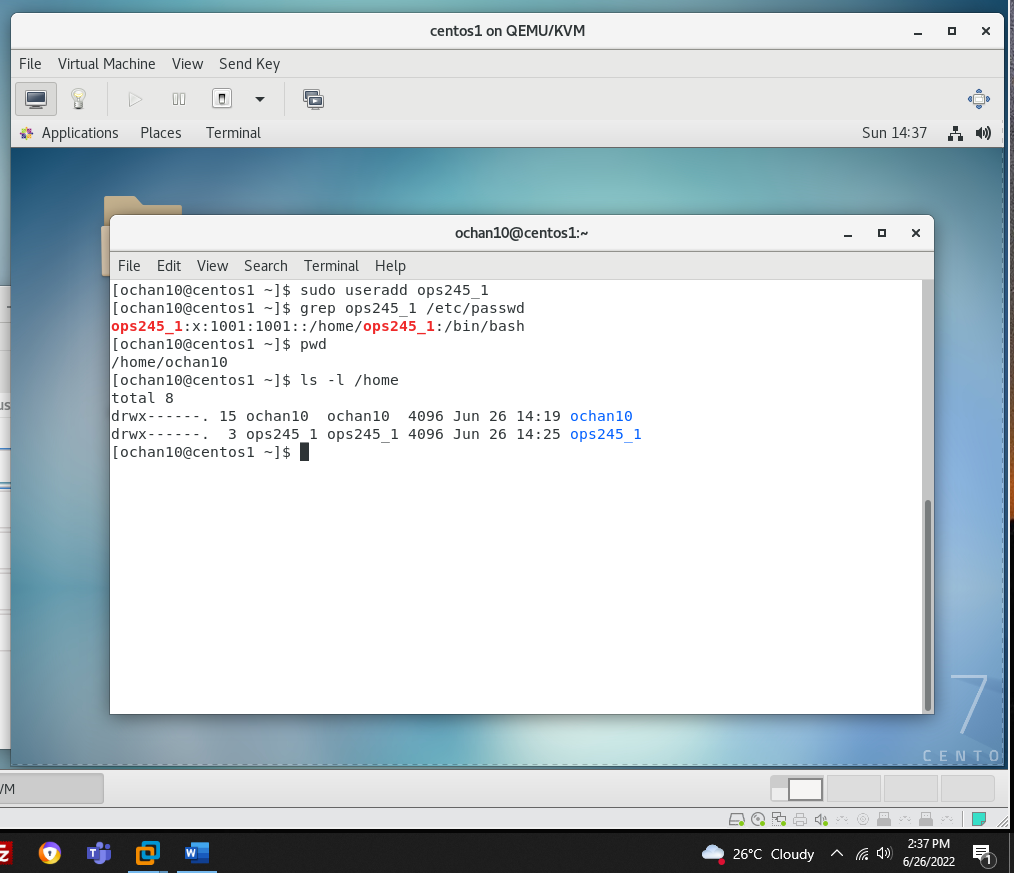 centos1 on QEMU/KVM
File Virtual Machine View Send Key
Applications Places Terminal Sun 14:37
ochan10@centos1:~
File Edit View Search Terminal Help
[ochan10@centos1 ~]$ sudo useradd ops245_1
[ochan10@centos1 ~]$ grep ops245_1 /etc/passwd
ops245_1:x:1001:1001::/home/ops245_1:/bin/bash
[ochan10@centos1 ~]$ pwd
/home/ochan10
[ochan10@centos1 ~]$ ls -l /home
total 8
drwx------. 15 ochan10  ochan10  4096 Jun 26 14:19 ochan10
drwx------.  3 ops245_1 ops245_1 4096 Jun 26 14:25 ops245_1
[ochan10@centos1 ~]$
us
7
CENTO
VM
26°C Cloudy
2:37 PM
6/26/2022
1